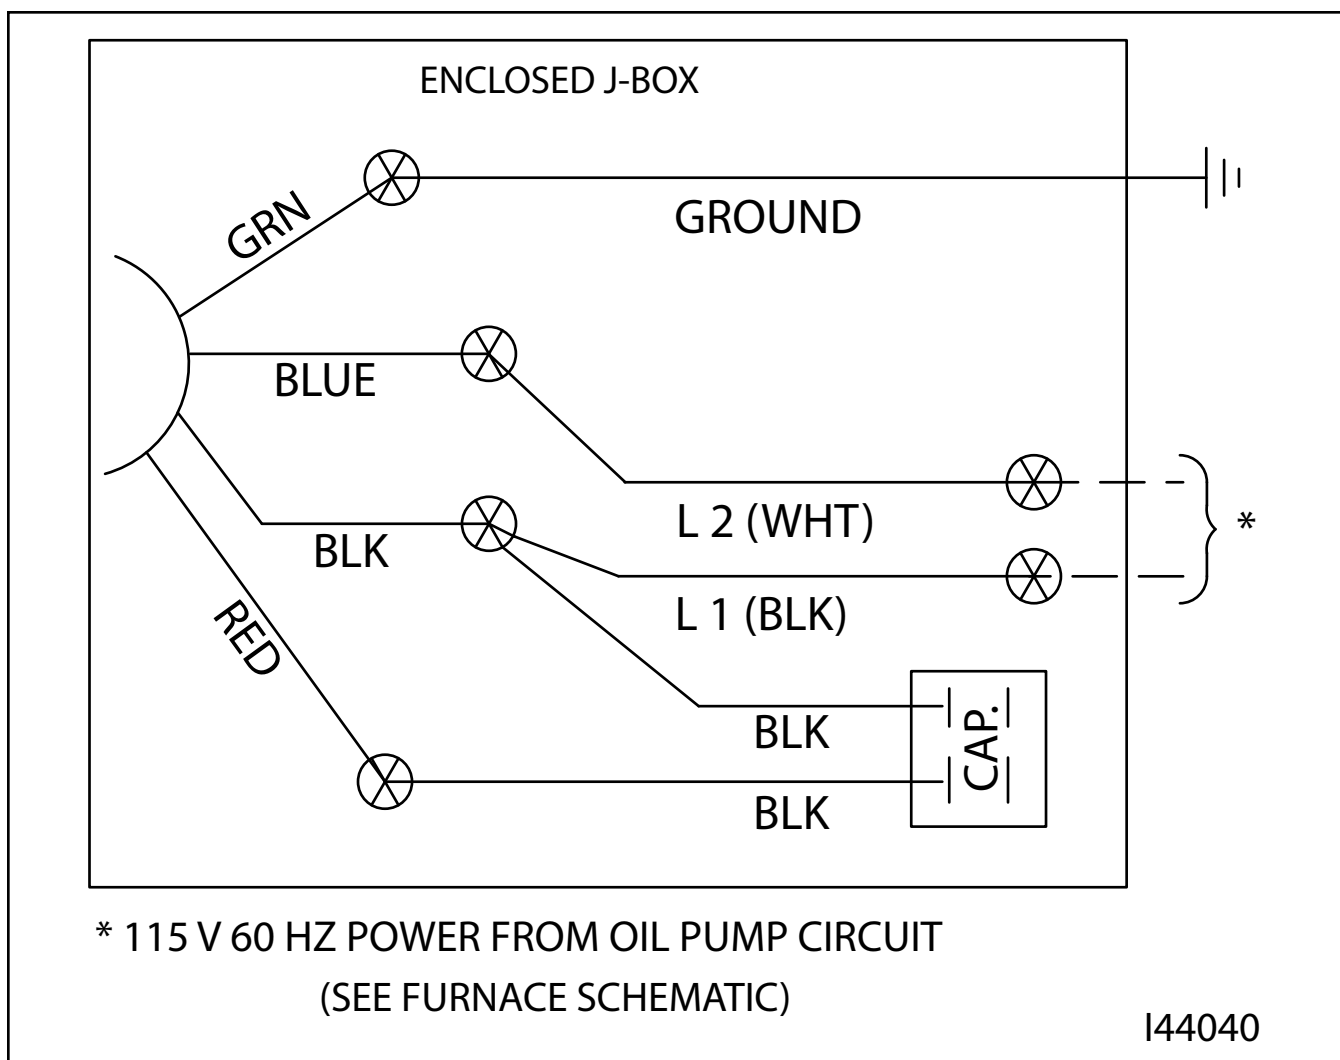 ENCLOSED J-BOX
GRN
GROUND
BLUE
L 2 (WHT)
*
BLK
L 1 (BLK)
RED
BLK
CAP.
BLK
* 115 V 60 HZ POWER FROM OIL PUMP CIRCUIT
(SEE FURNACE SCHEMATIC)
I44040